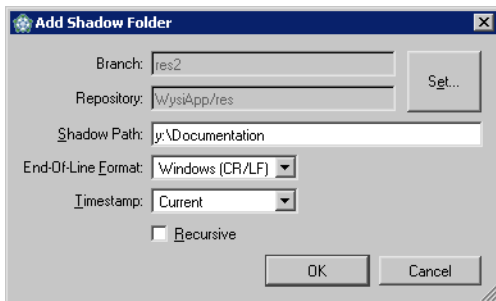 Add Shadow Folder
Branch: res2
Set...
Repository: WysiApp/res
Shadow Path: y:\Documentation
End-Of-Line Format: Windows (CR/LF)
Timestamp: Current
Recursive
OK Cancel